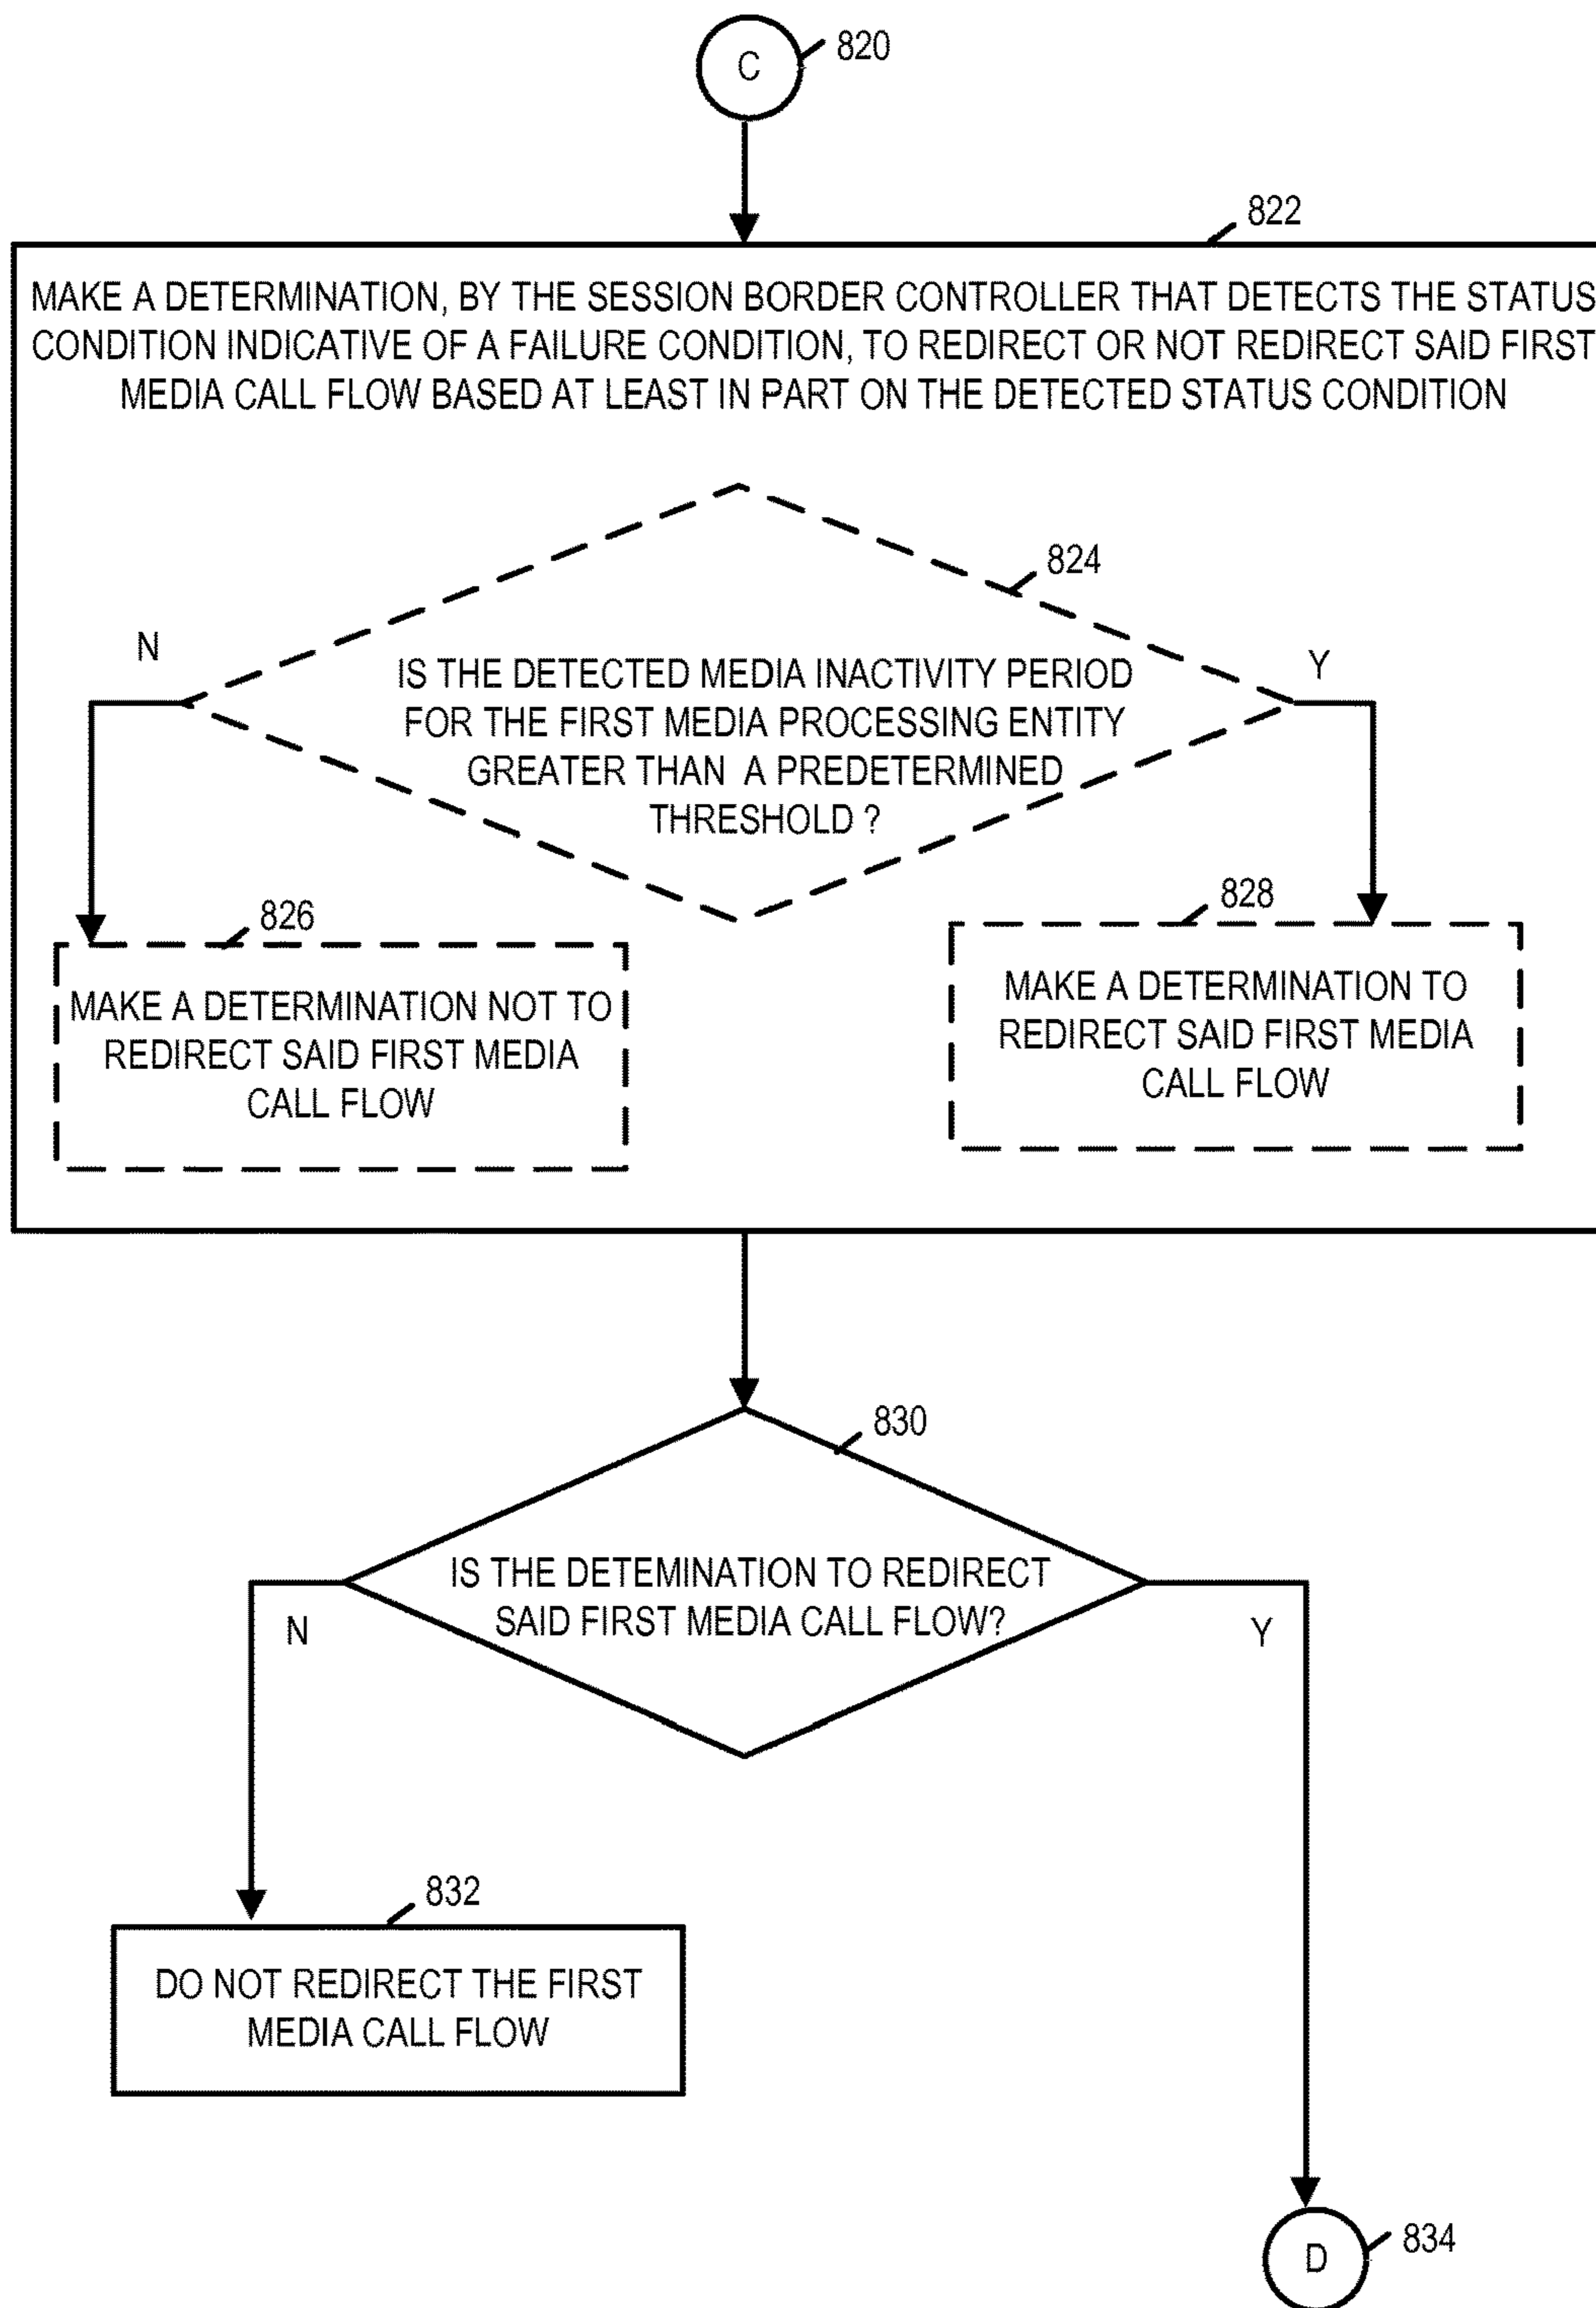 C
820
822
MAKE A DETERMINATION, BY THE SESSION BORDER CONTROLLER THAT DETECTS THE STATUS
CONDITION INDICATIVE OF A FAILURE CONDITION, TO REDIRECT OR NOT REDIRECT SAID FIRST
MEDIA CALL FLOW BASED AT LEAST IN PART ON THE DETECTED STATUS CONDITION
824
N
Y
IS THE DETECTED MEDIA INACTIVITY PERIOD
FOR THE FIRST MEDIA PROCESSING ENTITY
GREATER THAN A PREDETERMINED
THRESHOLD ?
826
MAKE A DETERMINATION NOT TO
REDIRECT SAID FIRST MEDIA
CALL FLOW
828
MAKE A DETERMINATION TO
REDIRECT SAID FIRST MEDIA
CALL FLOW
830
IS THE DETEMINATION TO REDIRECT
SAID FIRST MEDIA CALL FLOW?
N
Y
832
DO NOT REDIRECT THE FIRST
MEDIA CALL FLOW
D
834